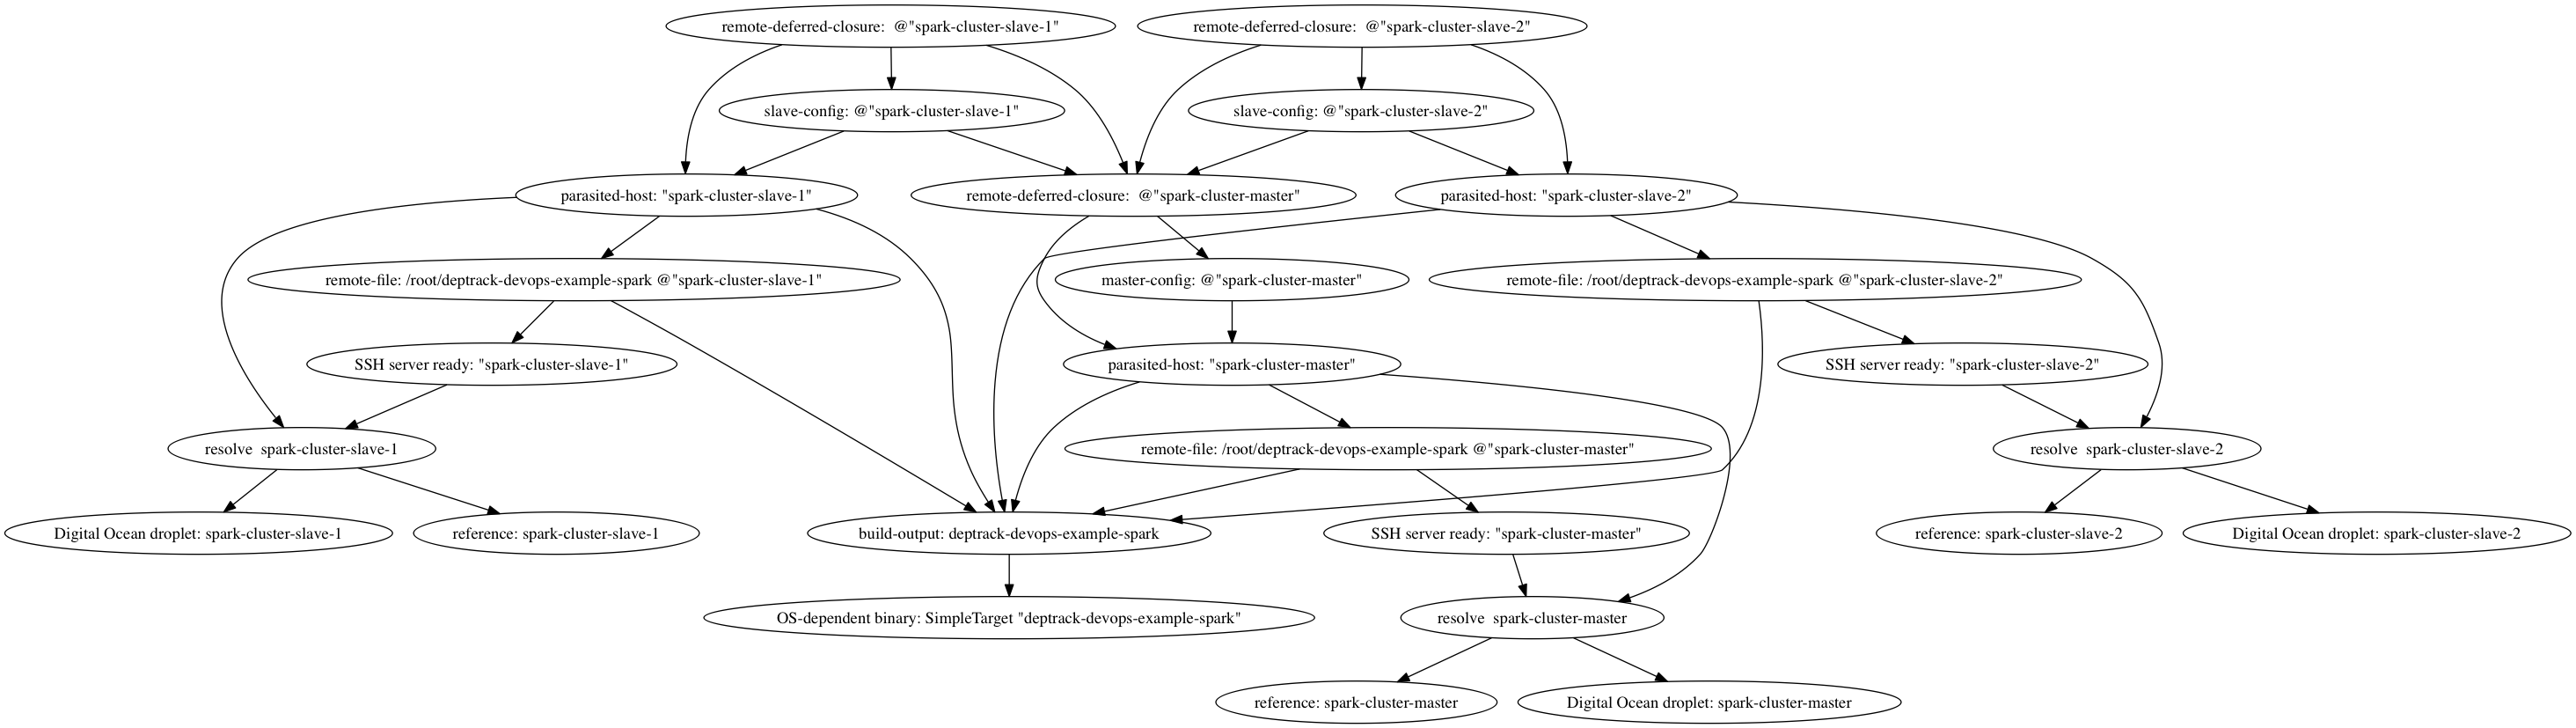 remote-deferred-closure:  @"spark-cluster-slave-1"
remote-deferred-closure:  @"spark-cluster-slave-2"
slave-config: @"spark-cluster-slave-1"
slave-config: @"spark-cluster-slave-2"
parasited-host: "spark-cluster-slave-1"
remote-deferred-closure:  @"spark-cluster-master"
parasited-host: "spark-cluster-slave-2"
remote-file: /root/deptrack-devops-example-spark @"spark-cluster-slave-1"
master-config: @"spark-cluster-master"
remote-file: /root/deptrack-devops-example-spark @"spark-cluster-slave-2"
SSH server ready: "spark-cluster-slave-1"
parasited-host: "spark-cluster-master"
SSH server ready: "spark-cluster-slave-2"
resolve  spark-cluster-slave-1
remote-file: /root/deptrack-devops-example-spark @"spark-cluster-master"
resolve  spark-cluster-slave-2
Digital Ocean droplet: spark-cluster-slave-1
reference: spark-cluster-slave-1
build-output: deptrack-devops-example-spark
SSH server ready: "spark-cluster-master"
reference: spark-cluster-slave-2
Digital Ocean droplet: spark-cluster-slave-2
OS-dependent binary: SimpleTarget "deptrack-devops-example-spark"
resolve  spark-cluster-master
reference: spark-cluster-master
Digital Ocean droplet: spark-cluster-master